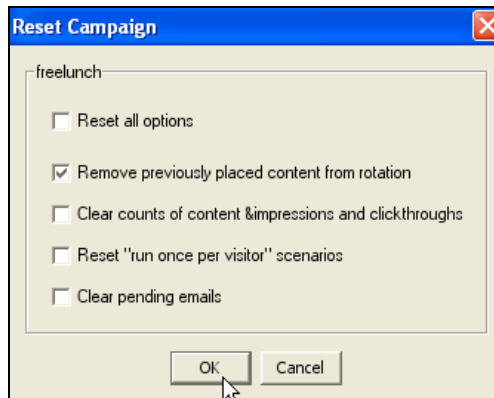 Reset Campaign
freelunch
Reset all options
Remove previously placed content from rotation
Clear counts of content &impressions and clickthroughs
Reset "run once per visitor" scenarios
Clear pending emails
OK Cancel